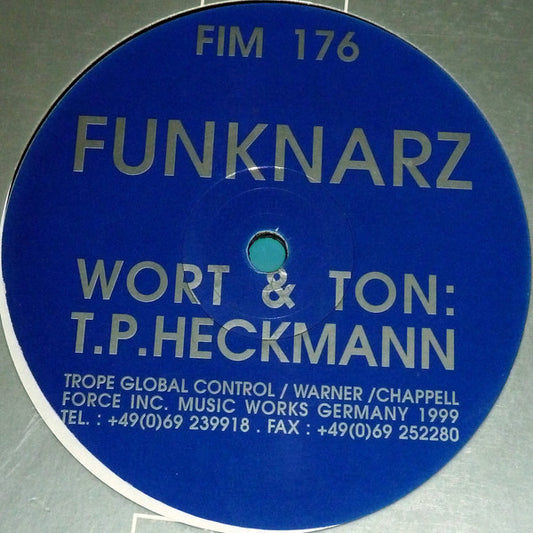 FIM 176
FUNKNARZ
WORT & TON:
T.P.HECKMANN
TROPE GLOBAL CONTROL / WARNER /CHAPPELL
FORCE INC. MUSIC WORKS GERMANY 1999
TEL. : +49(0)69 239918 . FAX : +49(0)69 252280